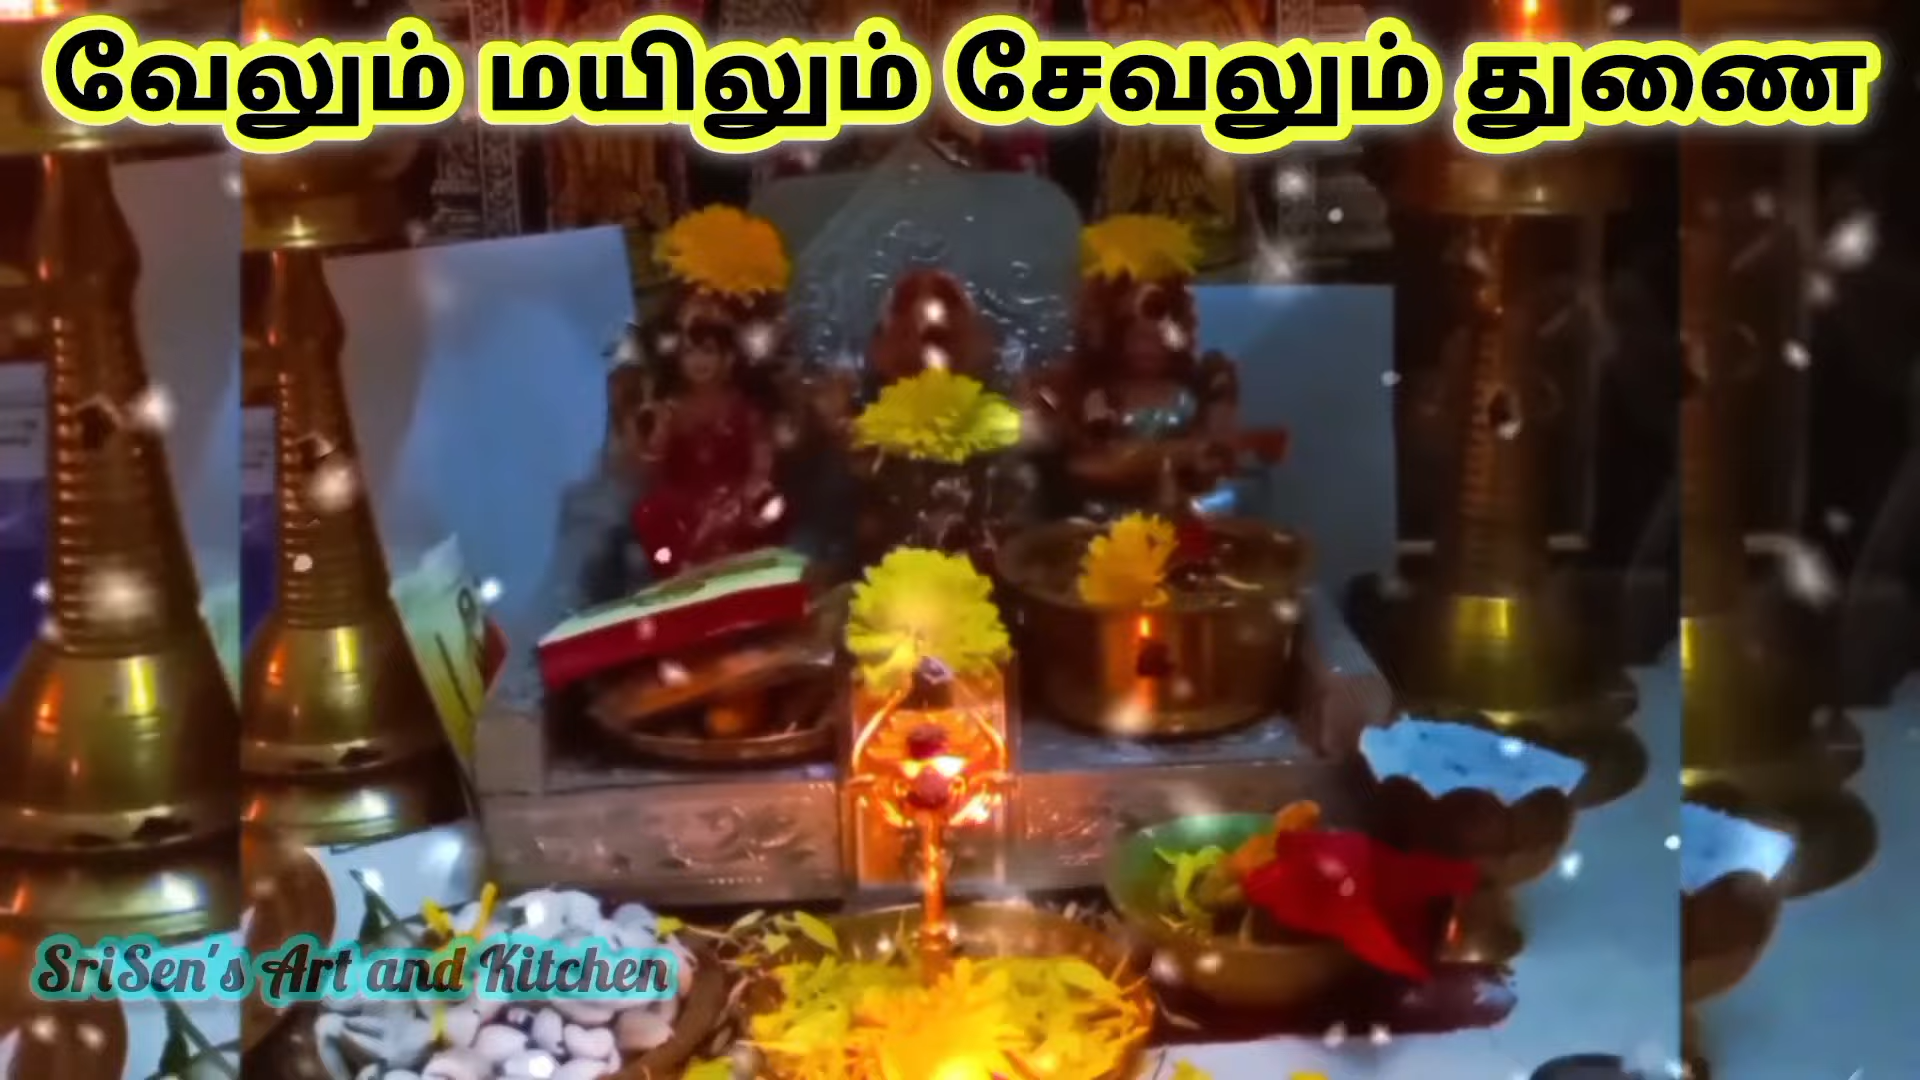 வேலும் மயிலும் சேவலும் துணை
SriSen's Art and Kitchen